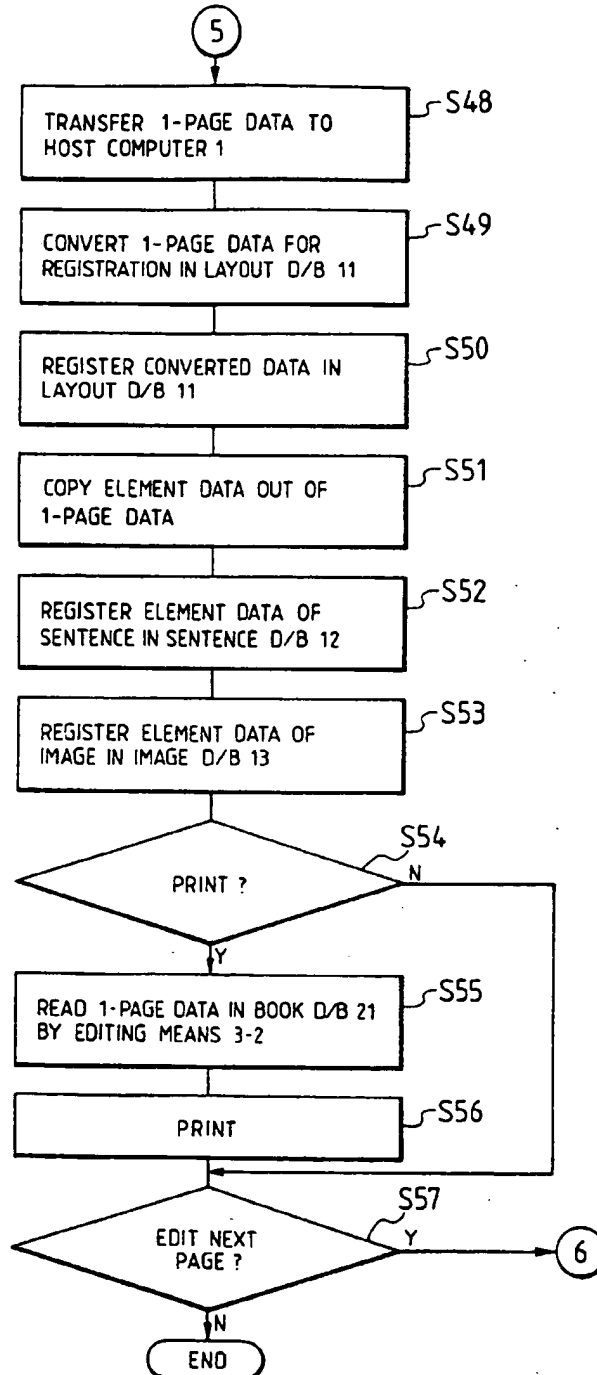 5
TRANSFER 1-PAGE DATA TO
HOST COMPUTER 1
S48
CONVERT 1-PAGE DATA FOR
REGISTRATION IN LAYOUT D/B 11
S49
REGISTER CONVERTED DATA IN
LAYOUT D/B 11
S50
COPY ELEMENT DATA OUT OF
1-PAGE DATA
S51
REGISTER ELEMENT DATA OF
SENTENCE IN SENTENCE D/B 12
S52
REGISTER ELEMENT DATA OF
IMAGE IN IMAGE D/B 13
S53
PRINT ?
S54
N
Y
READ 1-PAGE DATA IN BOOK D/B 21
BY EDITING MEANS 3-2
S55
PRINT
S56
EDIT NEXT
PAGE ?
S57
Y
6
N
END